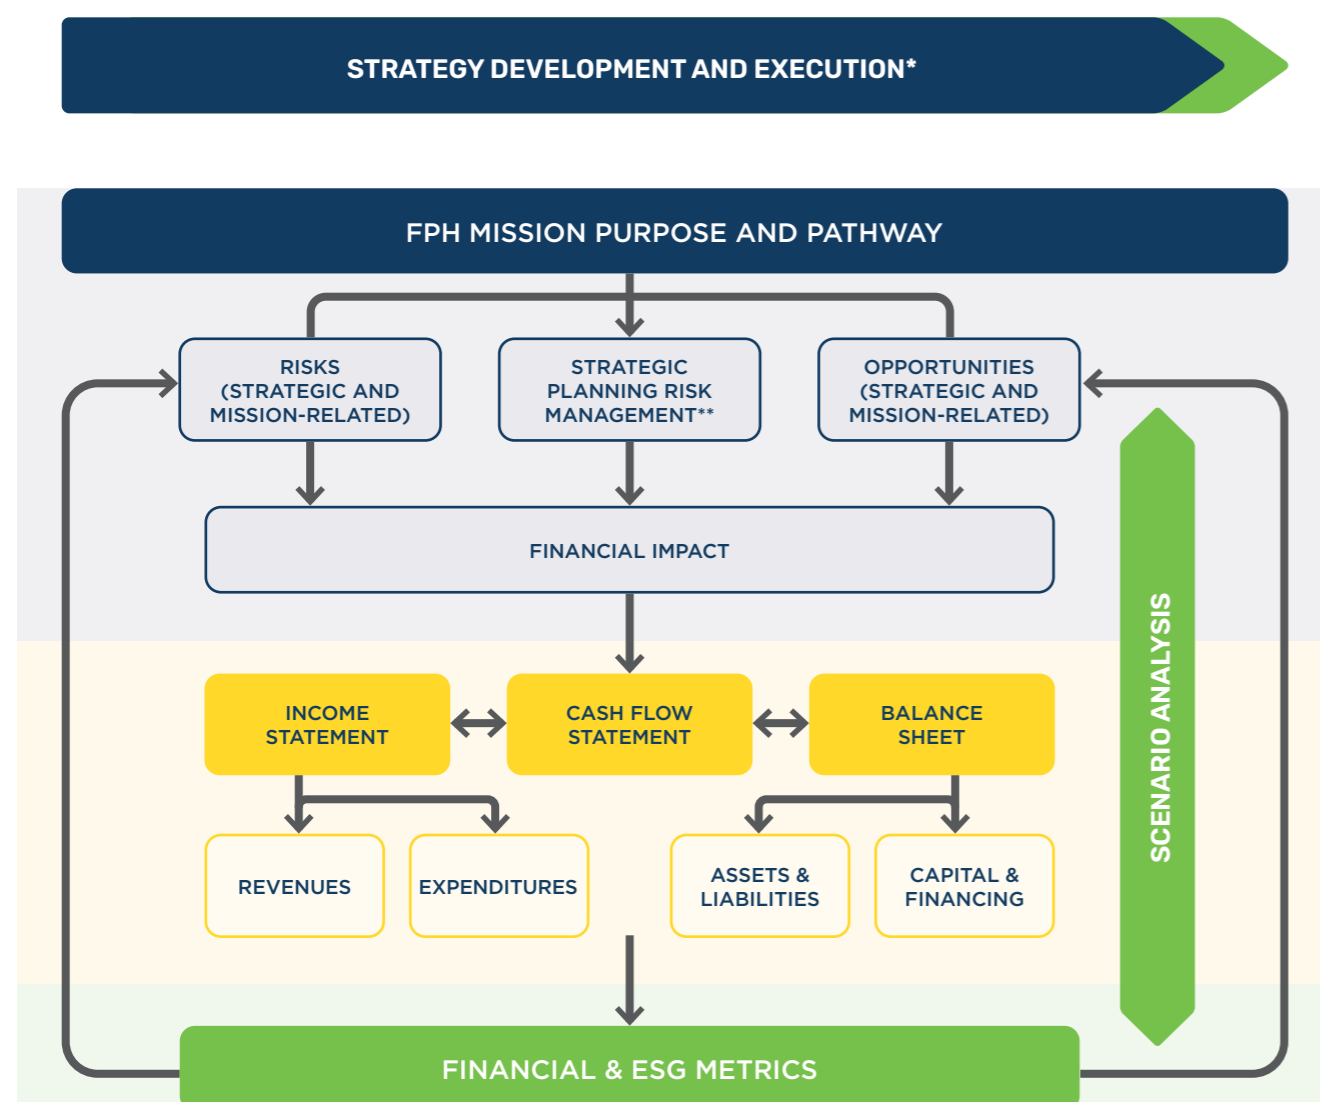 STRATEGY DEVELOPMENT AND EXECUTION*
FPH MISSION PURPOSE AND PATHWAY
RISKS
(STRATEGIC AND
MISSION-RELATED)
STRATEGIC
PLANNING RISK
MANAGEMENT**
OPPORTUNITIES
(STRATEGIC AND
MISSION-RELATED)
FINANCIAL IMPACT
INCOME
STATEMENT
CASH FLOW
STATEMENT
BALANCE
SHEET
REVENUES
EXPENDITURES
ASSETS &
LIABILITIES
CAPITAL &
FINANCING
SCENARIO ANALYSIS
FINANCIAL & ESG METRICS